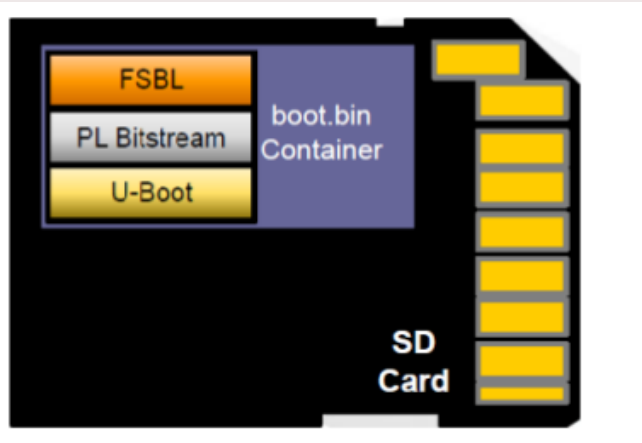 FSBL
PL Bitstream
U-Boot
boot.bin
Container
SD
Card